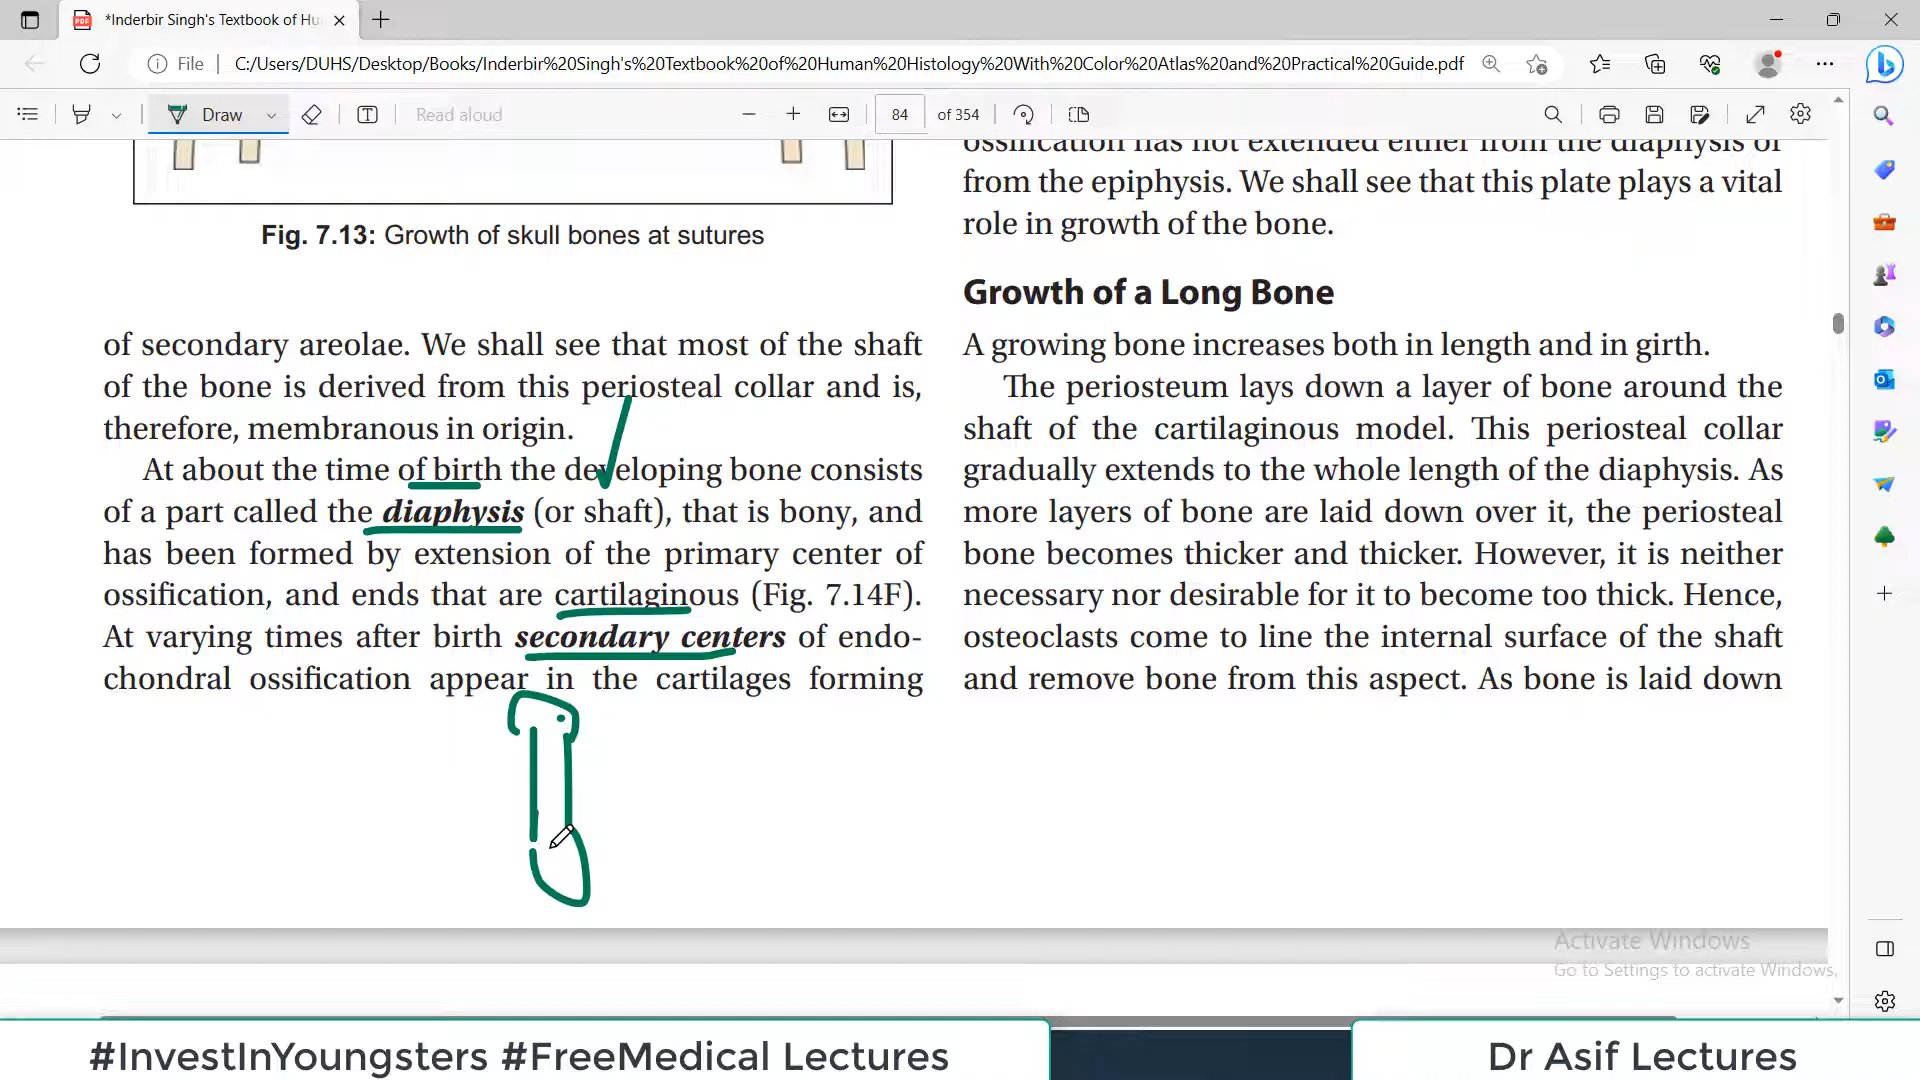 *Inderbir Singh's Textbook of Hu
File
C:/Users/DUHS/Desktop/Books/Inderbir%20Singh's%20Textbook%20of%20Human%20Histology%20With%20Color%20Atlas%20and%20Practical%20Guide.pdf
Draw
Read aloud
84 of 354
Fig. 7.13: Growth of skull bones at sutures
of secondary areolae. We shall see that most of the shaft
of the bone is derived from this periosteal collar and is,
therefore, membranous in origin.
At about the time of birth the developing bone consists
of a part called the diaphysis (or shaft), that is bony, and
has been formed by extension of the primary center of
ossification, and ends that are cartilaginous (Fig. 7.14F).
At varying times after birth secondary centers of endo-
chondral ossification appear in the cartilages forming
ossification has not extended either from the diaphysis or
from the epiphysis. We shall see that this plate plays a vital
role in growth of the bone.
Growth of a Long Bone
A growing bone increases both in length and in girth.
The periosteum lays down a layer of bone around the
shaft of the cartilaginous model. This periosteal collar
gradually extends to the whole length of the diaphysis. As
more layers of bone are laid down over it, the periosteal
bone becomes thicker and thicker. However, it is neither
necessary nor desirable for it to become too thick. Hence,
osteoclasts come to line the internal surface of the shaft
and remove bone from this aspect. As bone is laid down
Activate Windows
Go to Settings to activate Windows.
#InvestInYoungsters #FreeMedical Lectures
Dr Asif Lectures